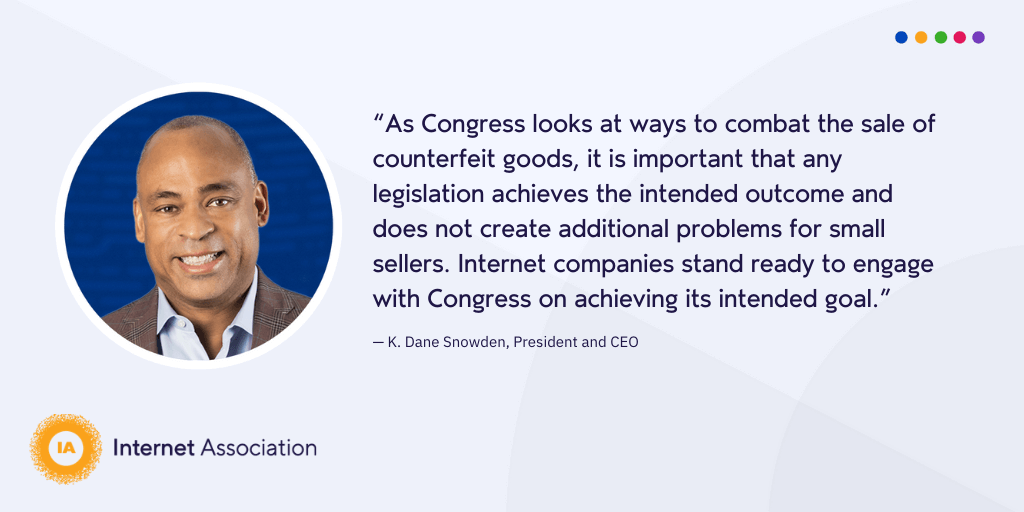 “As Congress looks at ways to combat the sale of
counterfeit goods, it is important that any
legislation achieves the intended outcome and
does not create additional problems for small
sellers. Internet companies stand ready to engage
with Congress on achieving its intended goal.”
— K. Dane Snowden, President and CEO
IA
Internet Association